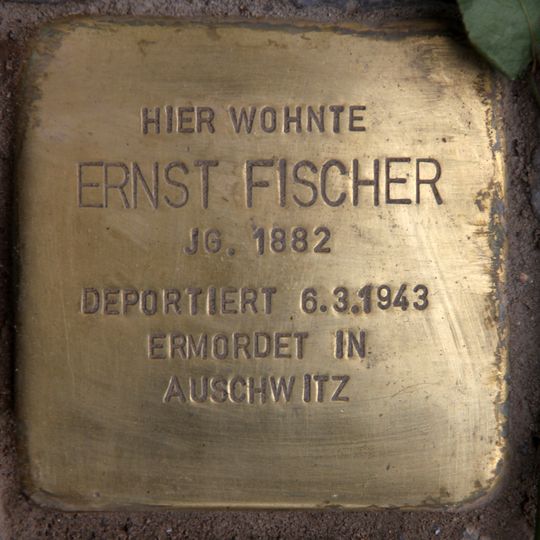 HIER WOHNTE
ERNST FISCHER
JG. 1882
DEPORTIERT 6.3.1943
ERMORDET IN
AUSCHWITZ